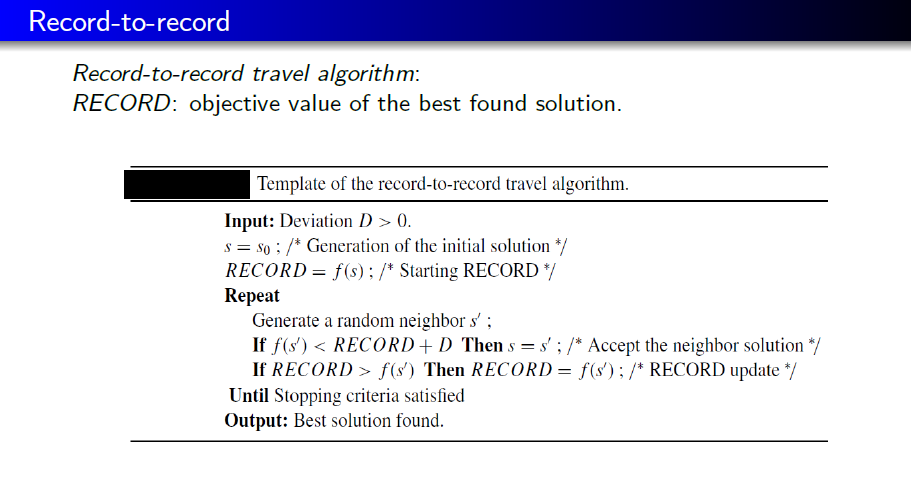 Record-to-record
Record-to-record travel algorithm:
RECORD: objective value of the best found solution.
Template of the record-to-record travel algorithm.
Input: Deviation D > 0.
s = s₀ ; /* Generation of the initial solution */
RECORD = f(s) ; /* Starting RECORD */
Repeat
Generate a random neighbor s′ ;
If f(s′) < RECORD + D Then s = s′ ; /* Accept the neighbor solution */
If RECORD > f(s′) Then RECORD = f(s′) ; /* RECORD update */
Until Stopping criteria satisfied
Output: Best solution found.